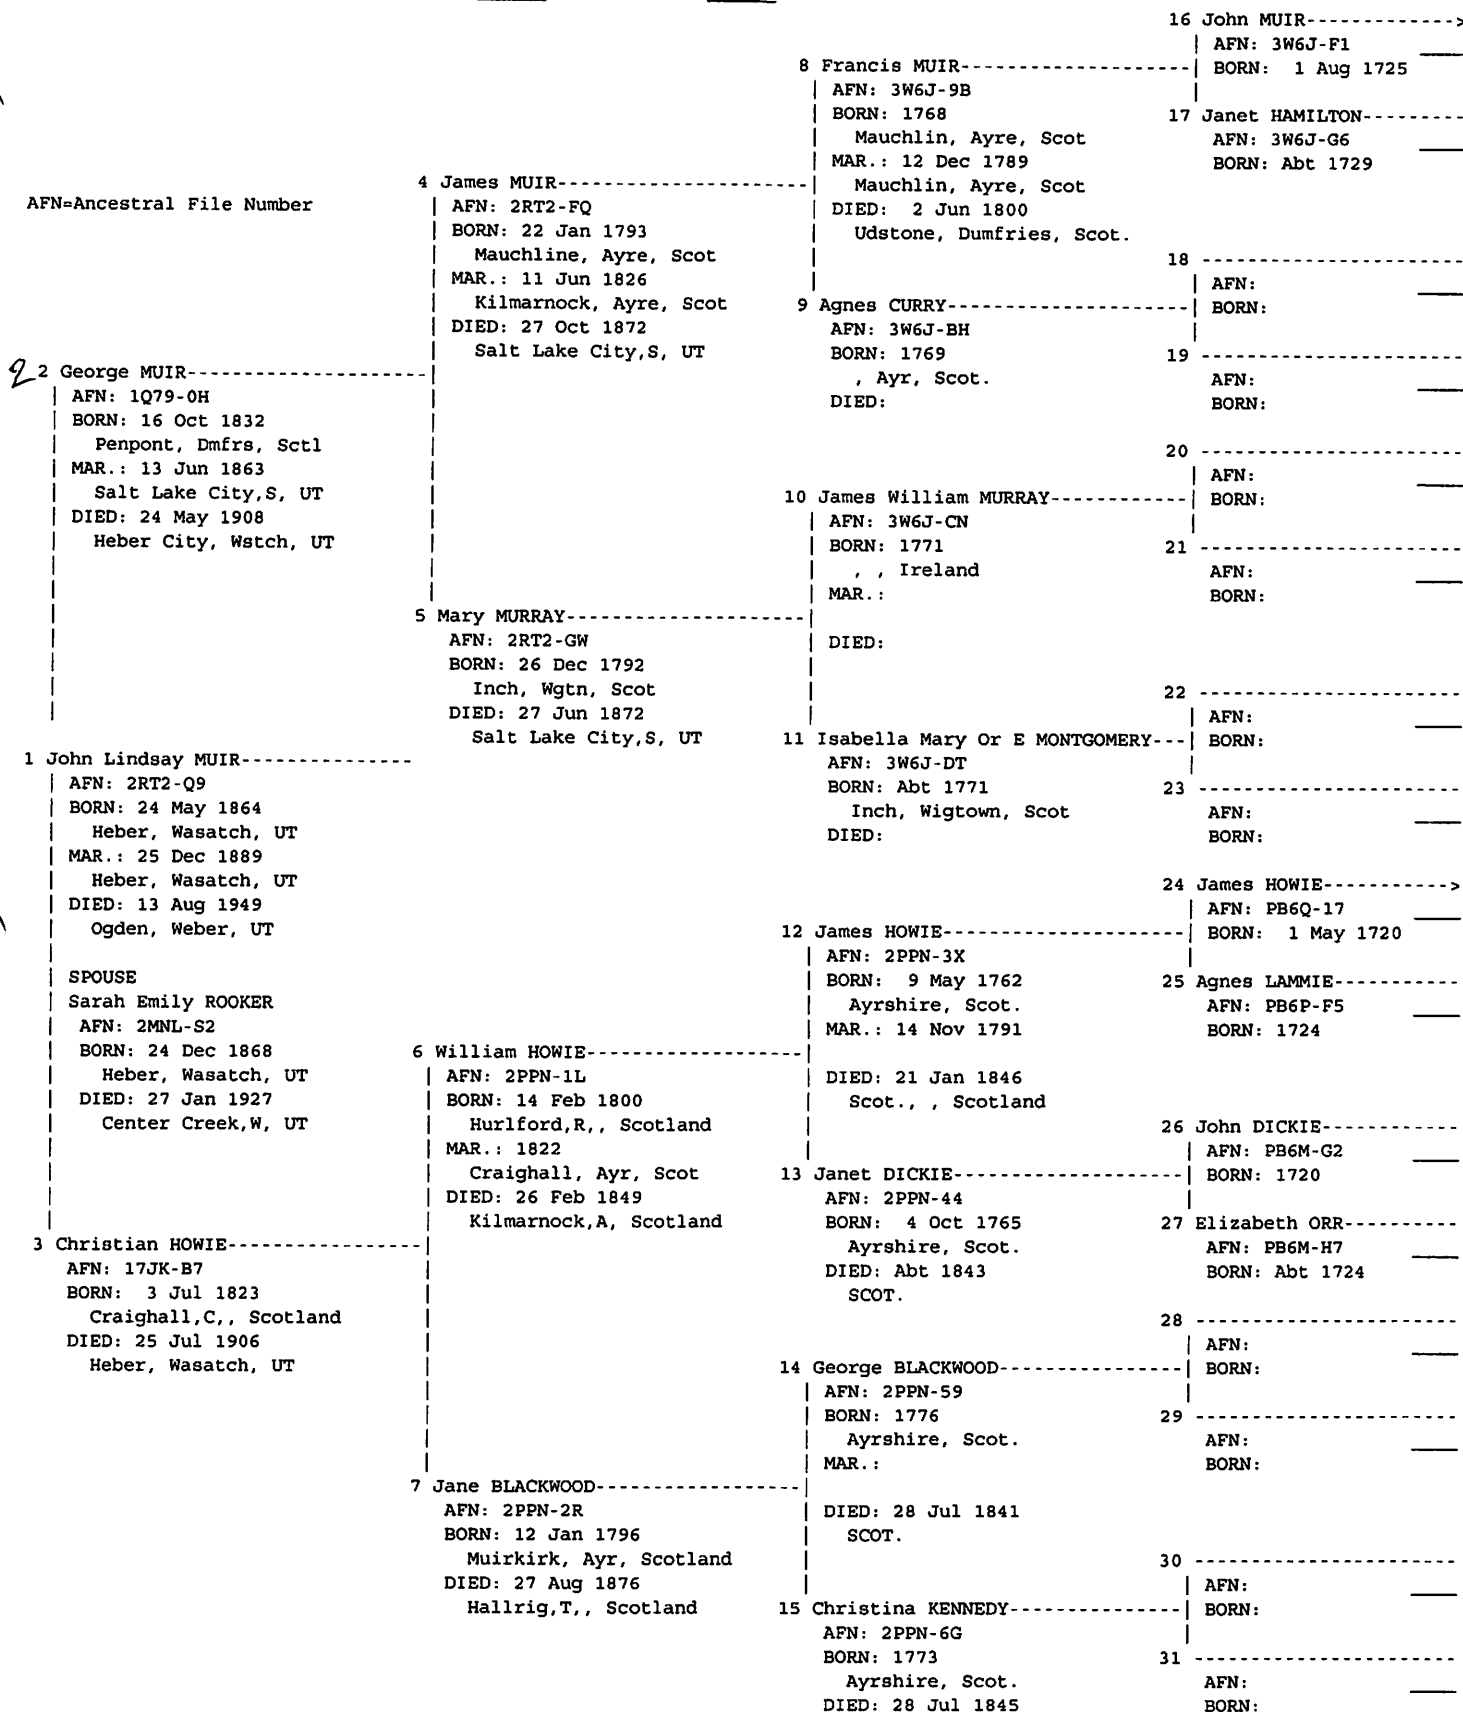 AFN=Ancestral File Number
1 John Lindsay MUIR---------------
AFN: 2RT2-Q9
BORN: 24 May 1864
Heber, Wasatch, UT
MAR.: 25 Dec 1889
Heber, Wasatch, UT
DIED: 13 Aug 1949
Ogden, Weber, UT
SPOUSE
Sarah Emily ROOKER
AFN: 2MNL-S2
BORN: 24 Dec 1868
Heber, Wasatch, UT
DIED: 27 Jan 1927
Center Creek,W, UT
2 2 George MUIR--------------------
AFN: 1Q79-0H
BORN: 16 Oct 1832
Penpont, Dmfrs, Sctl
MAR.: 13 Jun 1863
Salt Lake City,S, UT
DIED: 24 May 1908
Heber City, Wstch, UT
3 Christian HOWIE----------------
AFN: 17JK-B7
BORN: 3 Jul 1823
Craighall,C,, Scotland
DIED: 25 Jul 1906
Heber, Wasatch, UT
4 James MUIR---------------------
AFN: 2RT2-FQ
BORN: 22 Jan 1793
Mauchline, Ayre, Scot
MAR.: 11 Jun 1826
Kilmarnock, Ayre, Scot
DIED: 27 Oct 1872
Salt Lake City,S, UT
5 Mary MURRAY--------------------
AFN: 2RT2-GW
BORN: 26 Dec 1792
Inch, Wgtn, Scot
DIED: 27 Jun 1872
Salt Lake City,S, UT
6 William HOWIE------------------
AFN: 2PPN-1L
BORN: 14 Feb 1800
Hurlford,R,, Scotland
MAR.: 1822
Craighall, Ayr, Scot
DIED: 26 Feb 1849
Kilmarnock,A, Scotland
7 Jane BLACKWOOD-----------------
AFN: 2PPN-2R
BORN: 12 Jan 1796
Muirkirk, Ayr, Scotland
DIED: 27 Aug 1876
Hallrig,T,, Scotland
8 Francis MUIR-------------------
AFN: 3W6J-9B
BORN: 1768
Mauchlin, Ayre, Scot
MAR.: 12 Dec 1789
Mauchlin, Ayre, Scot
DIED: 2 Jun 1800
Udstone, Dumfries, Scot.
9 Agnes CURRY--------------------
AFN: 3W6J-BH
BORN: 1769
, Ayr, Scot.
DIED:
10 James William MURRAY-----------
AFN: 3W6J-CN
BORN: 1771
, , Ireland
MAR.:
DIED:
11 Isabella Mary Or E MONTGOMERY---
AFN: 3W6J-DT
BORN: Abt 1771
Inch, Wigtown, Scot
DIED:
12 James HOWIE--------------------
AFN: 2PPN-3X
BORN: 9 May 1762
Ayrshire, Scot.
MAR.: 14 Nov 1791
DIED: 21 Jan 1846
Scot., , Scotland
13 Janet DICKIE-------------------
AFN: 2PPN-44
BORN: 4 Oct 1765
Ayrshire, Scot.
DIED: Abt 1843
SCOT.
14 George BLACKWOOD---------------
AFN: 2PPN-59
BORN: 1776
Ayrshire, Scot.
MAR.:
DIED: 28 Jul 1841
SCOT.
15 Christina KENNEDY--------------
AFN: 2PPN-6G
BORN: 1773
Ayrshire, Scot.
DIED: 28 Jul 1845
16 John MUIR------------->
AFN: 3W6J-F1
BORN: 1 Aug 1725
17 Janet HAMILTON---------
AFN: 3W6J-G6
BORN: Abt 1729
18 ----------------------
AFN:
BORN:
19 ----------------------
AFN:
BORN:
20 ----------------------
AFN:
BORN:
21 ----------------------
AFN:
BORN:
22 ----------------------
AFN:
BORN:
23 ----------------------
AFN:
BORN:
24 James HOWIE----------->
AFN: PB6Q-17
BORN: 1 May 1720
25 Agnes LAMMIE-----------
AFN: PB6P-F5
BORN: 1724
26 John DICKIE------------
AFN: PB6M-G2
BORN: 1720
27 Elizabeth ORR----------
AFN: PB6M-H7
BORN: Abt 1724
28 ----------------------
AFN:
BORN:
29 ----------------------
AFN:
BORN:
30 ----------------------
AFN:
BORN:
31 ----------------------
AFN:
BORN: